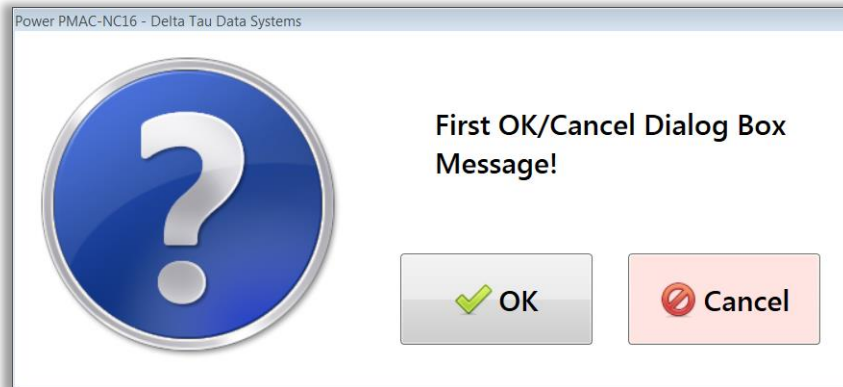 Power PMAC-NC16 - Delta Tau Data Systems
First OK/Cancel Dialog Box
Message!
OK
Cancel